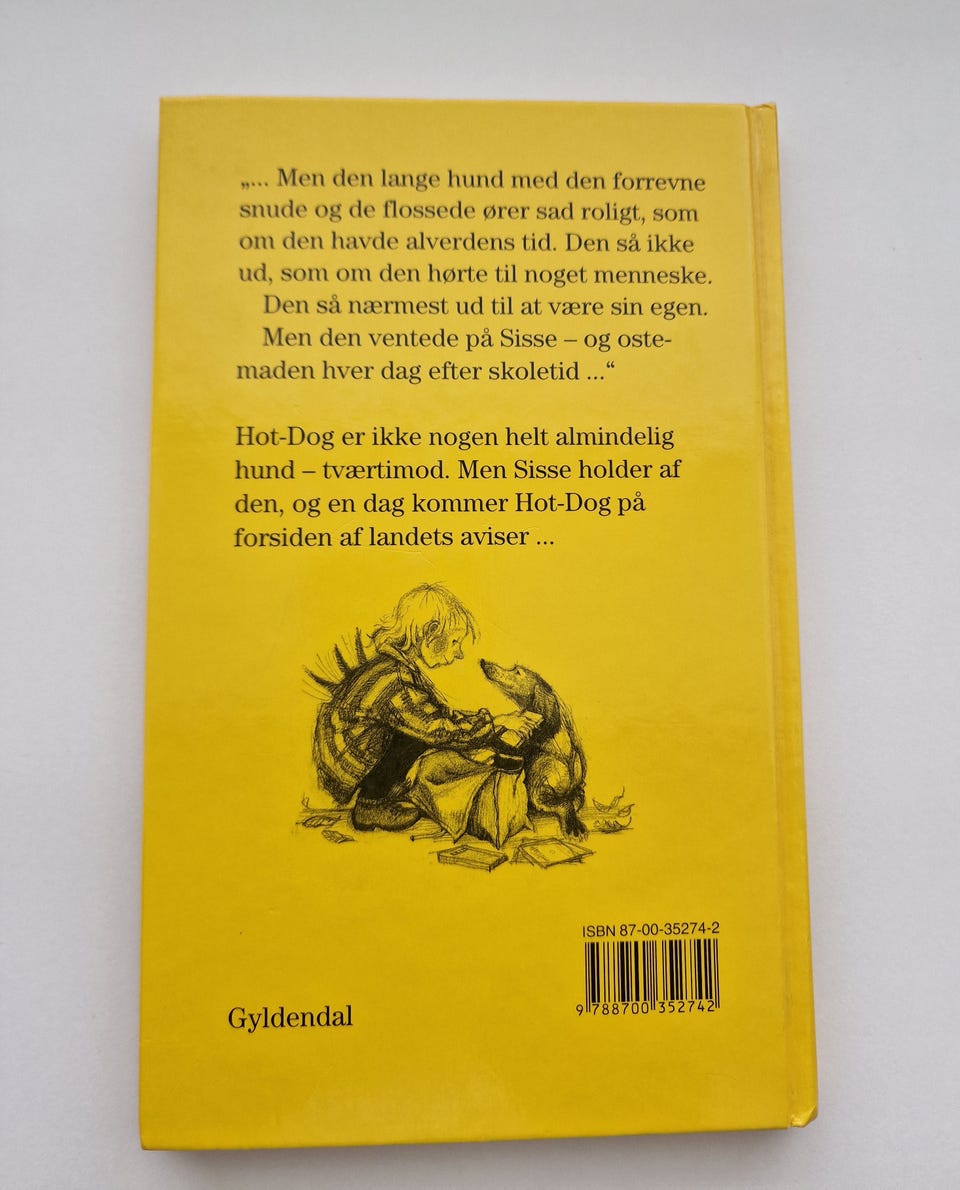 „... Men den lange hund med den forrevne
snude og de flossede ører sad roligt, som
om den havde alverdens tid. Den så ikke
ud, som om den hørte til noget menneske.
Den så nærmest ud til at være sin egen.
Men den ventede på Sisse – og oste-
maden hver dag efter skoletid ...“
Hot-Dog er ikke nogen helt almindelig
hund – tværtimod. Men Sisse holder af
den, og en dag kommer Hot-Dog på
forsiden af landets aviser ...
ISBN 87-00-35274-2
9 788700 352742
Gyldendal